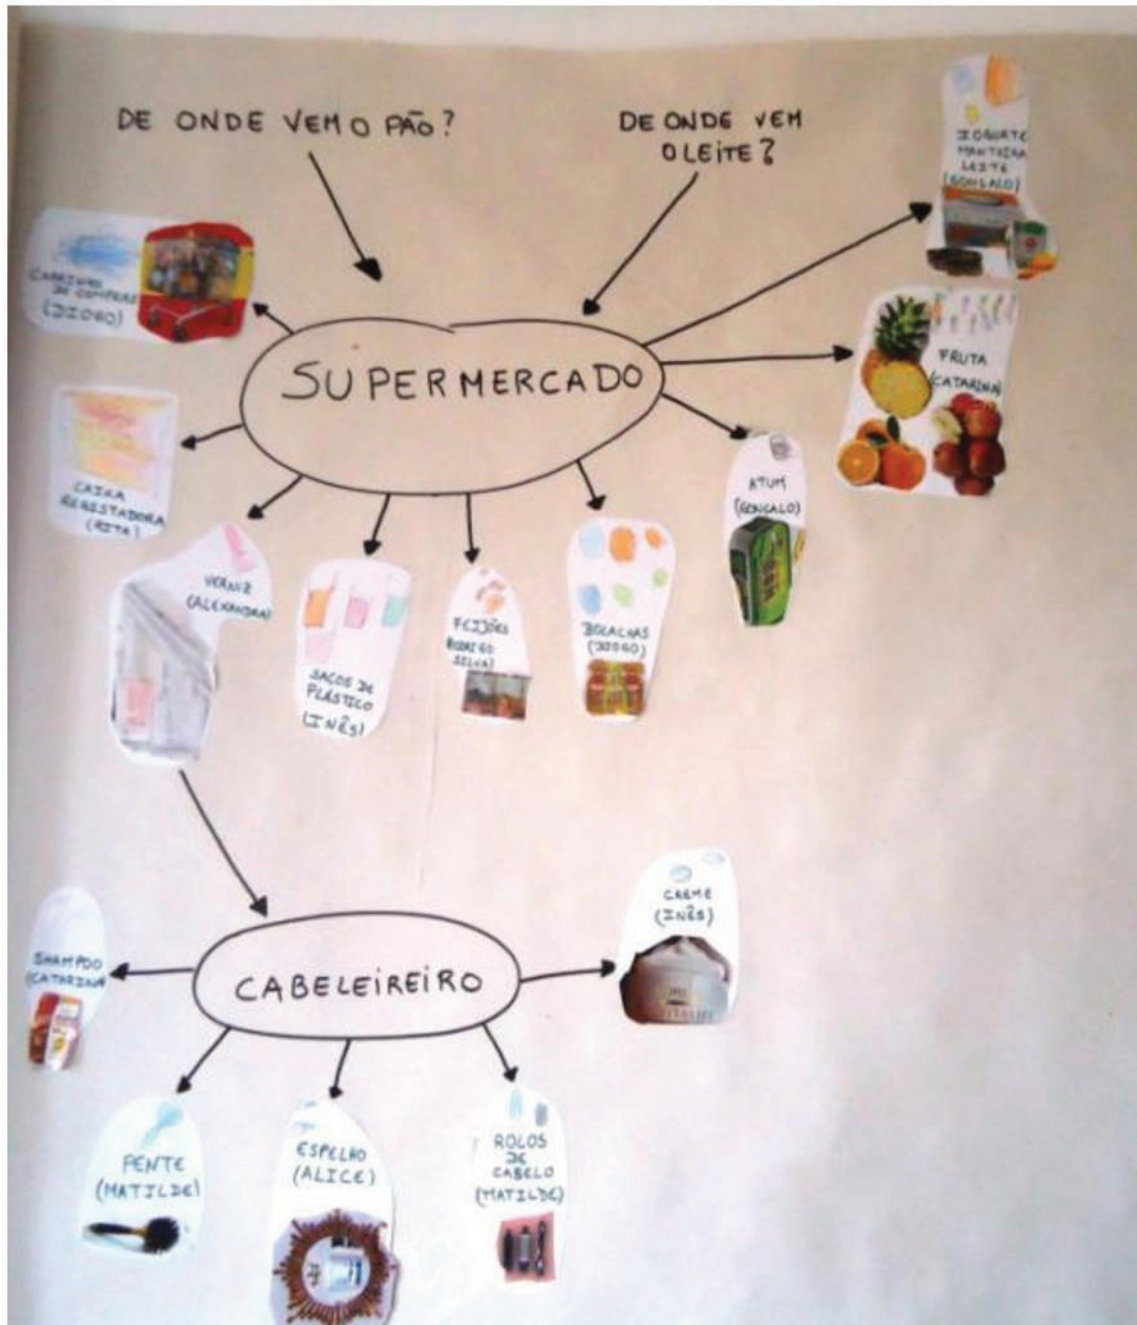 DE ONDE VEM O PÃO?
DE ONDE VEM
O LEITE?
IOGURTE
MANTEIGA
LEITE
(GONÇALO)
CARRINHO
DE COMPRAS
(DIOGO)
SUPERMERCADO
FRUTA
(CATARINA)
CAIXA
REGISTADORA
(RITA)
ATUM
(GONÇALO)
VERNIZ
(ALEXANDRA)
SACOS DE
PLÁSTICO
(INÊS)
FEIJÕES
RODRIGO
SILVA)
BOLACHAS
(DIOGO)
CREME
(INÊS)
SHAMPOO
(CATARINA
CABELEIREIRO
PENTE
(MATILDE)
ESPELHO
(ALICE)
ROLOS
DE
CABELO
(MATILDE)